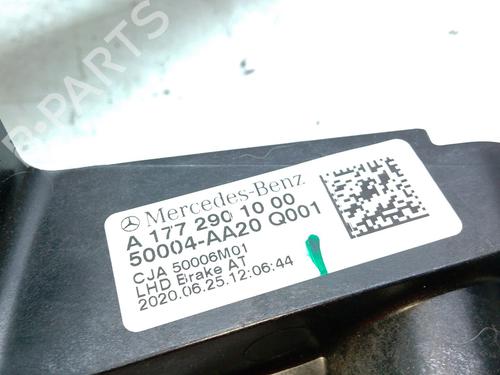 B-PARTS
Mercedes-Benz
A 177 290 10 00
50004-AA20 Q001
CJA 50006M01
LHD Brake AT
2020.06.25.12:06:44